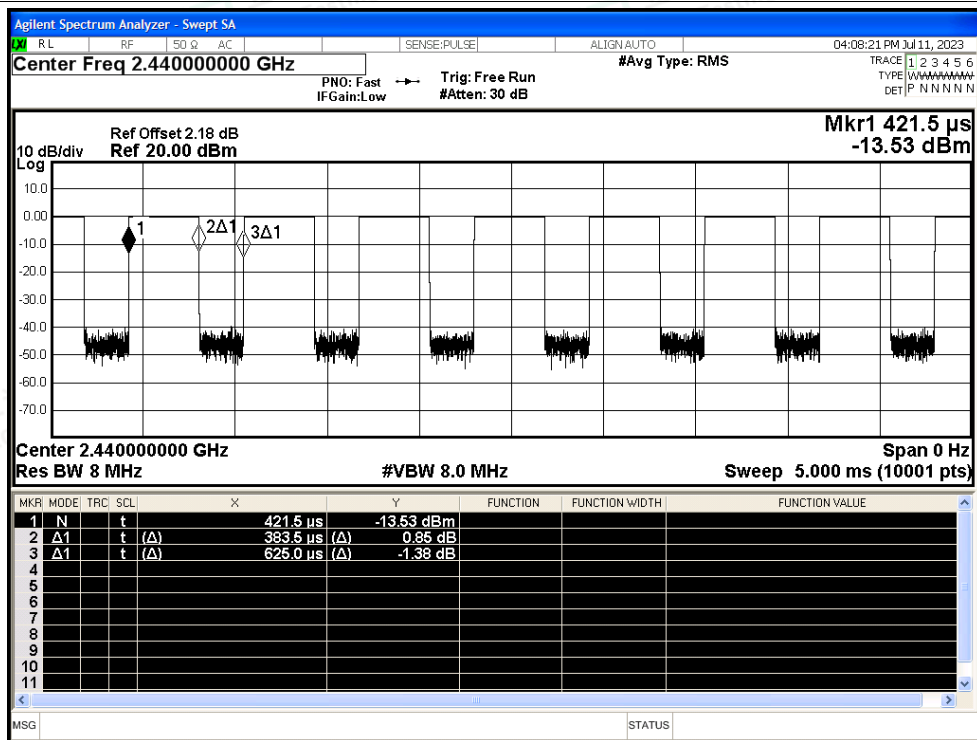 Agilent Spectrum Analyzer - Swept SA
LXI RL RF 50 Ω AC SENSE:PULSE ALIGN AUTO 04:08:21 PM Jul 11, 2023
Center Freq 2.440000000 GHz #Avg Type: RMS TRACE 1 2 3 4 5 6
PNO: Fast Trig: Free Run TYPE WWWWWW
IFGain:Low #Atten: 30 dB DET P N N N N N
Mkr1 421.5 µs
Ref Offset 2.18 dB
10 dB/div Ref 20.00 dBm -13.53 dBm
Log
10.0
0.00
1 2Δ1 3Δ1
-10.0
-20.0
-30.0
-40.0
-50.0
-60.0
-70.0
Center 2.440000000 GHz Span 0 Hz
Res BW 8 MHz #VBW 8.0 MHz Sweep 5.000 ms (10001 pts)
MKR MODE TRC SCL X Y FUNCTION FUNCTION WIDTH FUNCTION VALUE
1 N t 421.5 µs -13.53 dBm
2 Δ1 t (Δ) 383.5 µs (Δ) 0.85 dB
3 Δ1 t (Δ) 625.0 µs (Δ) -1.38 dB
4
5
6
7
8
9
10
11
MSG STATUS